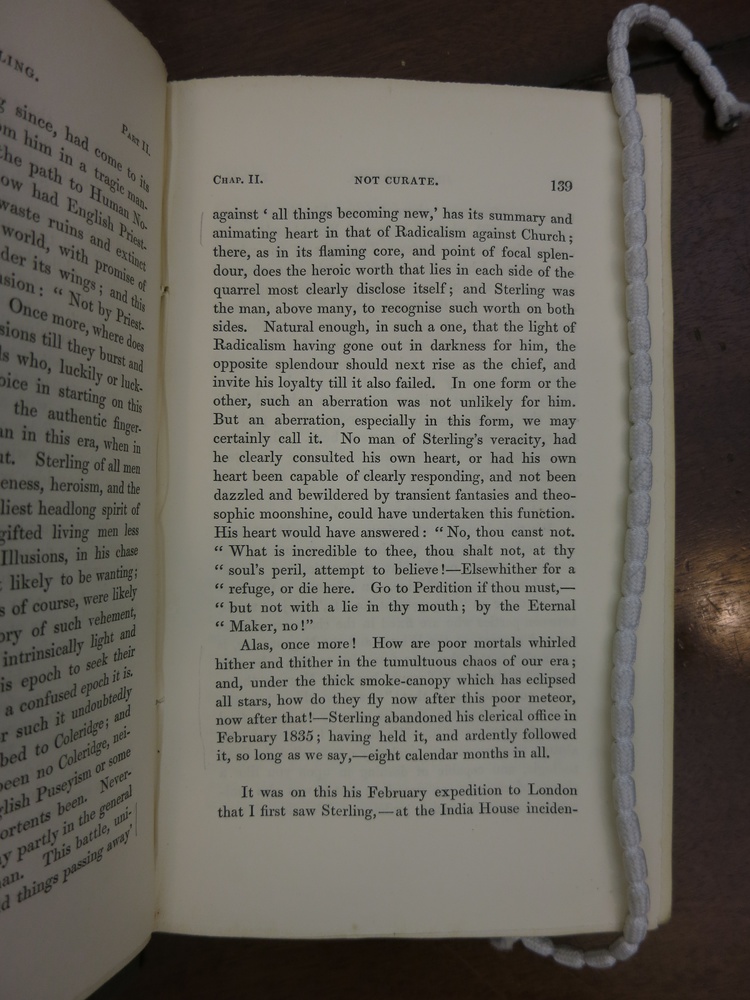 LING.
PART II.
g since, had come to its
om him in a tragic man-
the path to Human No-
ow had English Priest-
waste ruins and extinct
world, with promise of
der its wings; and this
sion: “ Not by Priest-
Once more, where does
sions till they burst and
ls who, luckily or luck-
oice in starting on this
the authentic finger-
an in this era, when in
ut. Sterling of all men
eness, heroism, and the
liest headlong spirit of
gifted living men less
Illusions, in his chase
likely to be wanting;
s of course, were likely
ory of such vehement,
intrinsically light and
is epoch to seek their
a confused epoch it is.
r such it undoubtedly
bed to Coleridge; and
been no Coleridge, nei-
glish Puseyism or some
ortents been. Never-
ay partly in the general
an. This battle, uni-
d things passing away’
CHAP. II. NOT CURATE. 139
against ‘ all things becoming new,’ has its summary and
animating heart in that of Radicalism against Church;
there, as in its flaming core, and point of focal splen-
dour, does the heroic worth that lies in each side of the
quarrel most clearly disclose itself; and Sterling was
the man, above many, to recognise such worth on both
sides. Natural enough, in such a one, that the light of
Radicalism having gone out in darkness for him, the
opposite splendour should next rise as the chief, and
invite his loyalty till it also failed. In one form or the
other, such an aberration was not unlikely for him.
But an aberration, especially in this form, we may
certainly call it. No man of Sterling’s veracity, had
he clearly consulted his own heart, or had his own
heart been capable of clearly responding, and not been
dazzled and bewildered by transient fantasies and theo-
sophic moonshine, could have undertaken this function.
His heart would have answered: “ No, thou canst not.
“ What is incredible to thee, thou shalt not, at thy
“ soul’s peril, attempt to believe!—Elsewhither for a
“ refuge, or die here. Go to Perdition if thou must,—
“ but not with a lie in thy mouth; by the Eternal
“ Maker, no!”
Alas, once more! How are poor mortals whirled
hither and thither in the tumultuous chaos of our era;
and, under the thick smoke-canopy which has eclipsed
all stars, how do they fly now after this poor meteor,
now after that!—Sterling abandoned his clerical office in
February 1835; having held it, and ardently followed
it, so long as we say,—eight calendar months in all.
It was on this his February expedition to London
that I first saw Sterling,—at the India House inciden-